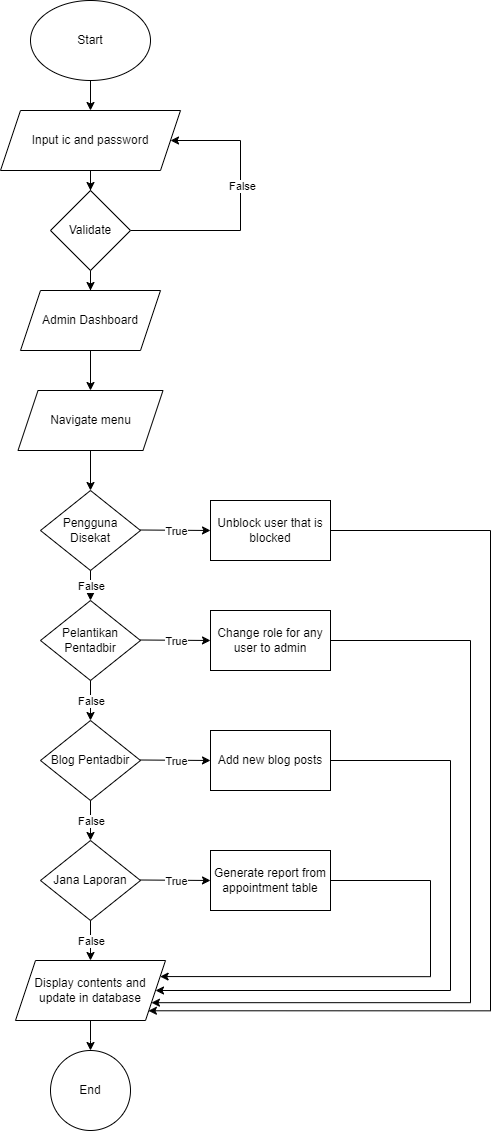 Start
Input ic and password
False
Validate
Admin Dashboard
Navigate menu
Pengguna
Disekat
True
Unblock user that is
blocked
False
Pelantikan
Pentadbir
True
Change role for any
user to admin
False
Blog Pentadbir
True
Add new blog posts
False
Jana Laporan
True
Generate report from
appointment table
False
Display contents and
update in database
End